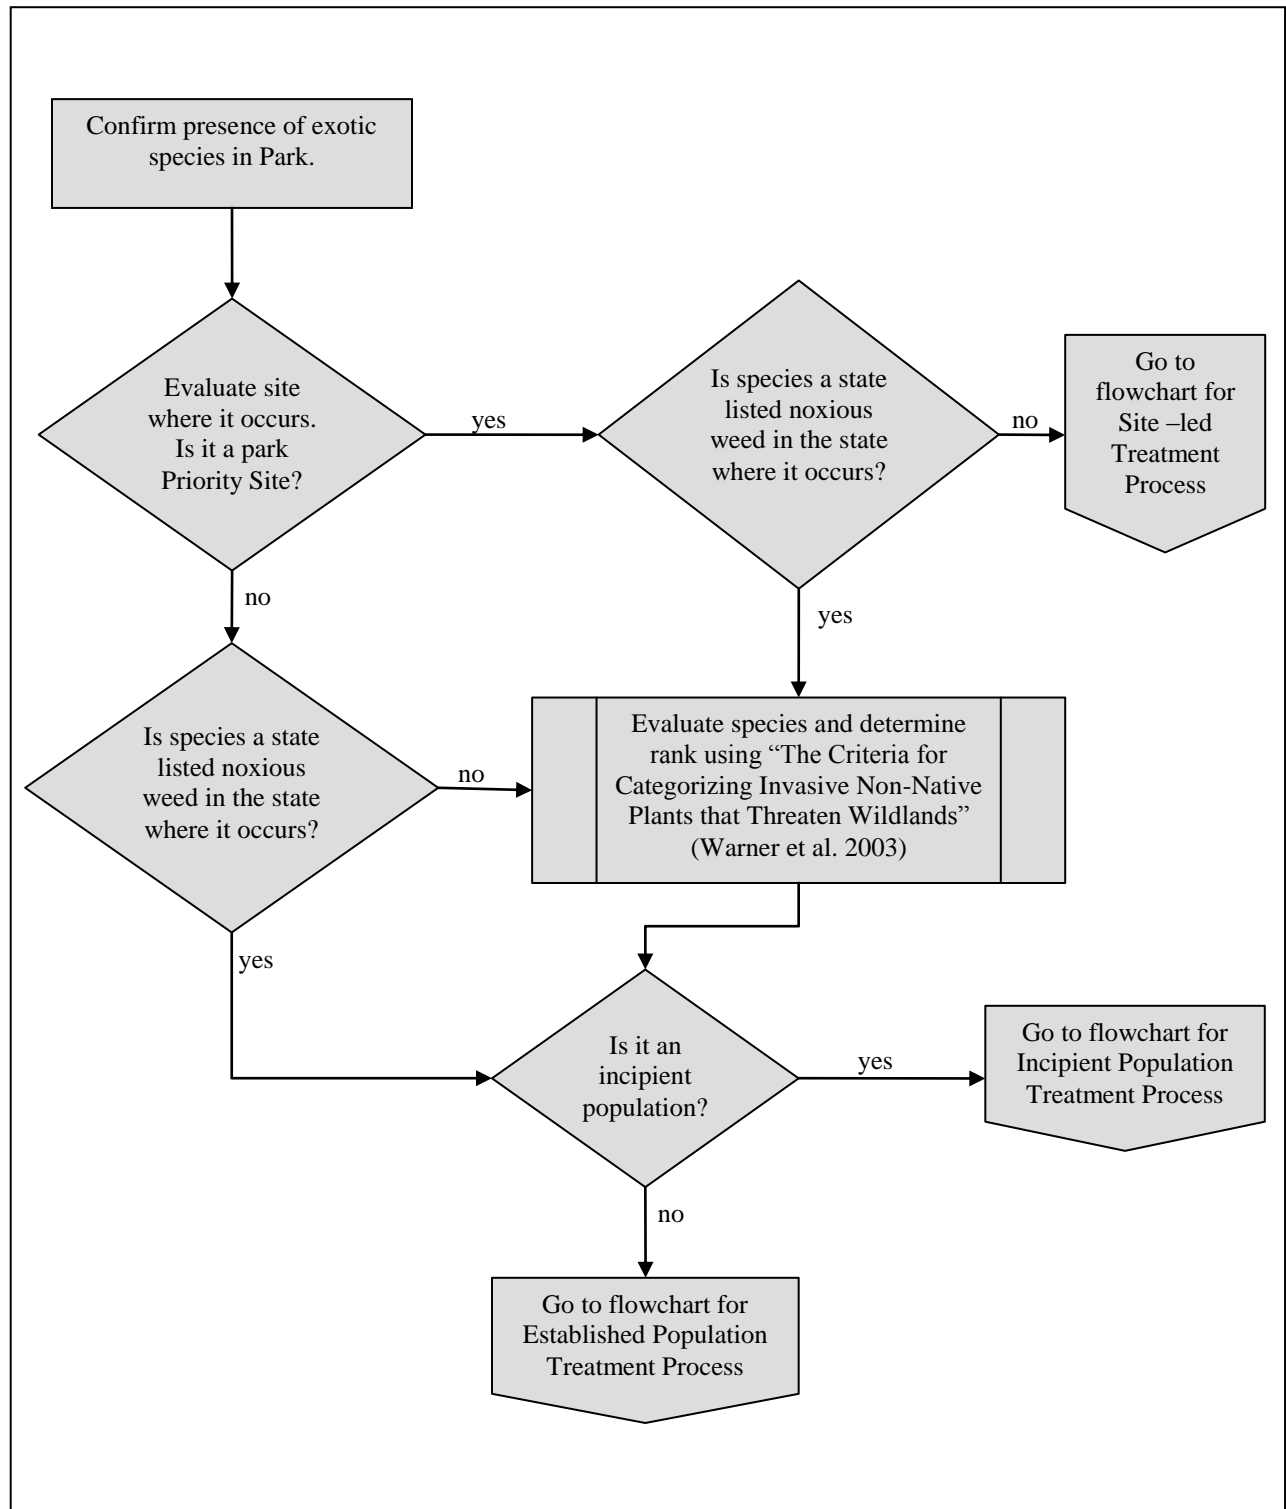 Confirm presence of exotic
species in Park.
Evaluate site
where it occurs.
Is it a park
Priority Site?
yes
Is species a state
listed noxious
weed in the state
where it occurs?
no
Go to
flowchart for
Site –led
Treatment
Process
no
yes
Is species a state
listed noxious
weed in the state
where it occurs?
no
Evaluate species and determine
rank using “The Criteria for
Categorizing Invasive Non-Native
Plants that Threaten Wildlands”
(Warner et al. 2003)
yes
Is it an
incipient
population?
yes
Go to flowchart for
Incipient Population
Treatment Process
no
Go to flowchart for
Established Population
Treatment Process